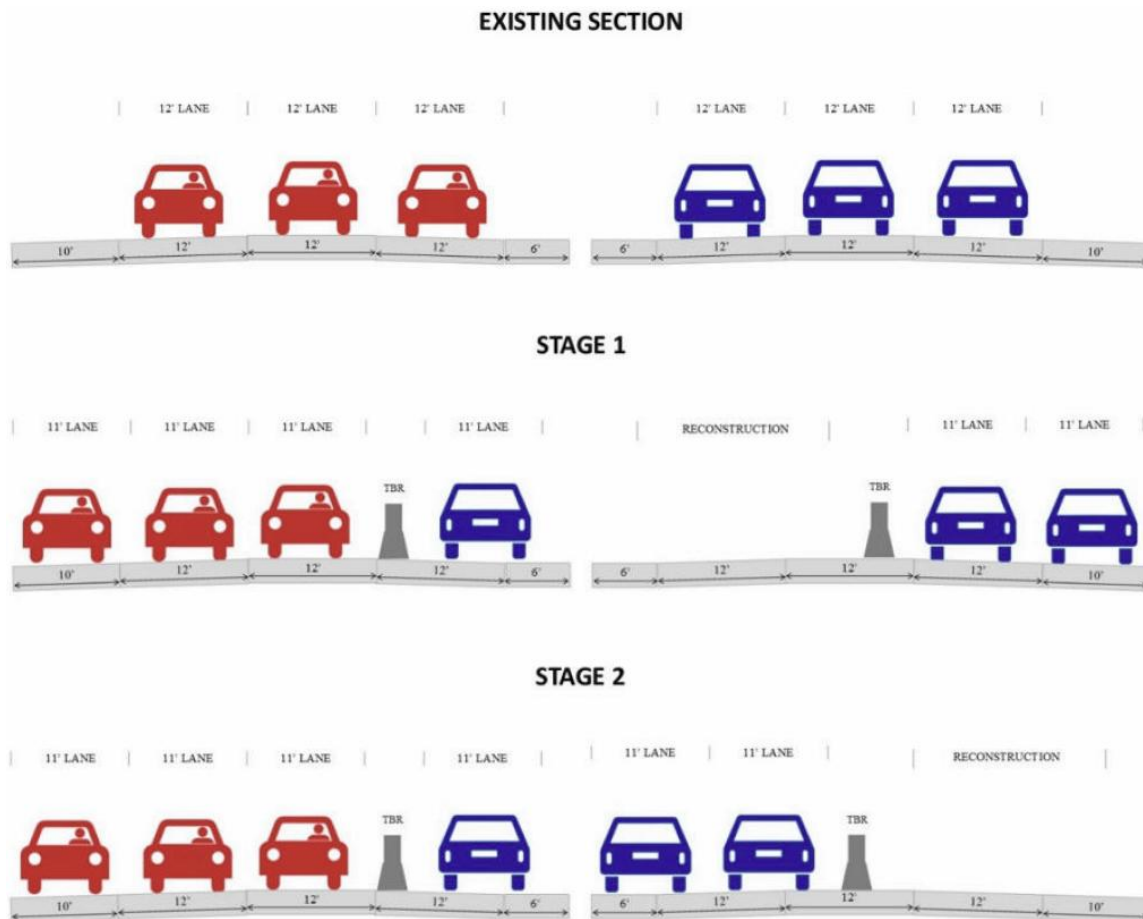 EXISTING SECTION
12' LANE 12' LANE 12' LANE 12' LANE 12' LANE 12' LANE
10' 12' 12' 12' 6' 6' 12' 12' 12' 10'
STAGE 1
11' LANE 11' LANE 11' LANE 11' LANE RECONSTRUCTION 11' LANE 11' LANE
TBR TBR
10' 12' 12' 12' 6' 6' 12' 12' 12' 10'
STAGE 2
11' LANE 11' LANE 11' LANE 11' LANE 11' LANE 11' LANE RECONSTRUCTION
TBR TBR
10' 12' 12' 12' 6' 6' 12' 12' 12' 10'